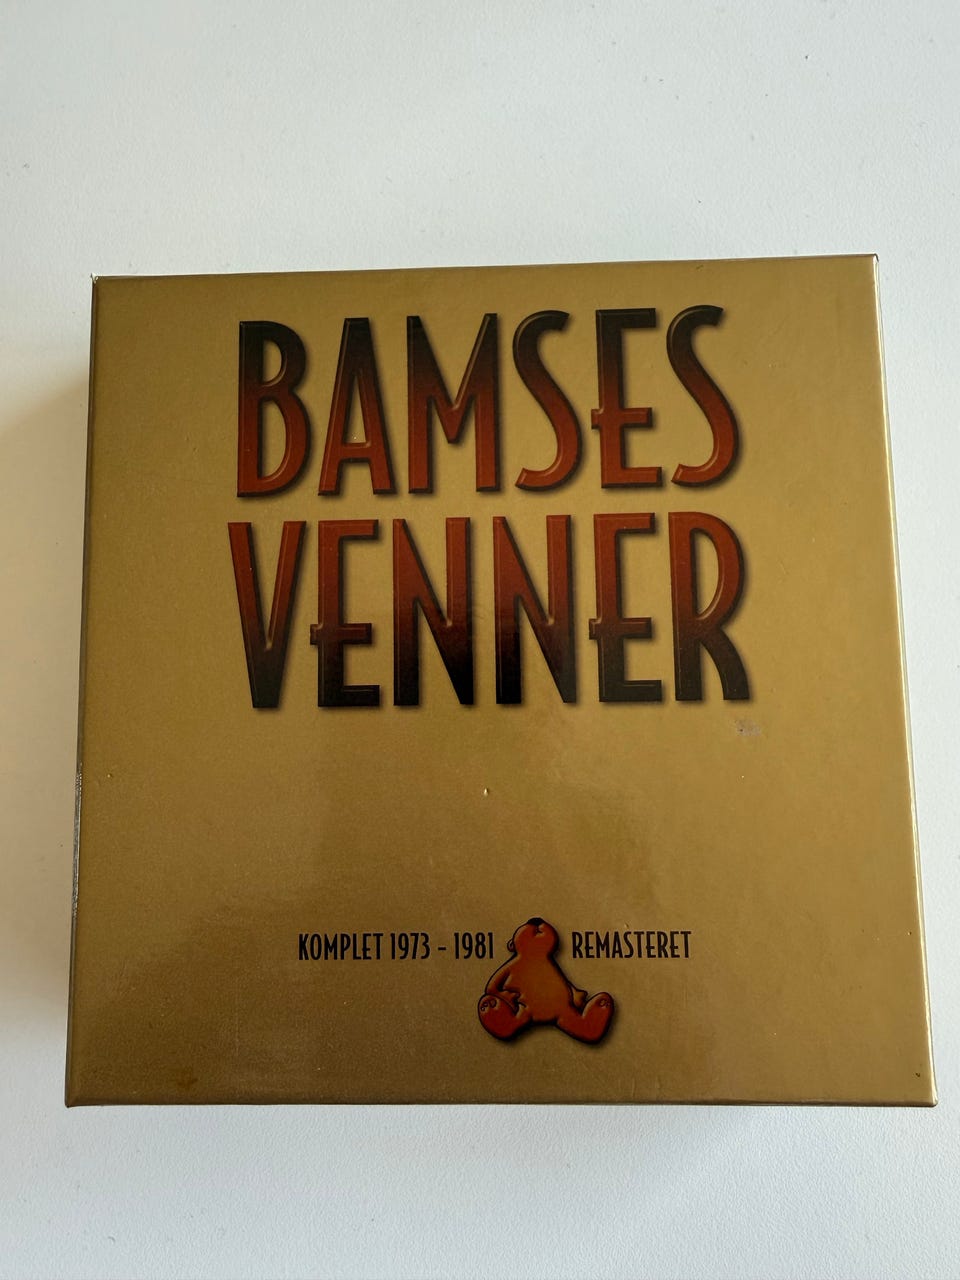 BAMSES
VENNER
KOMPLET 1973 - 1981 REMASTERET